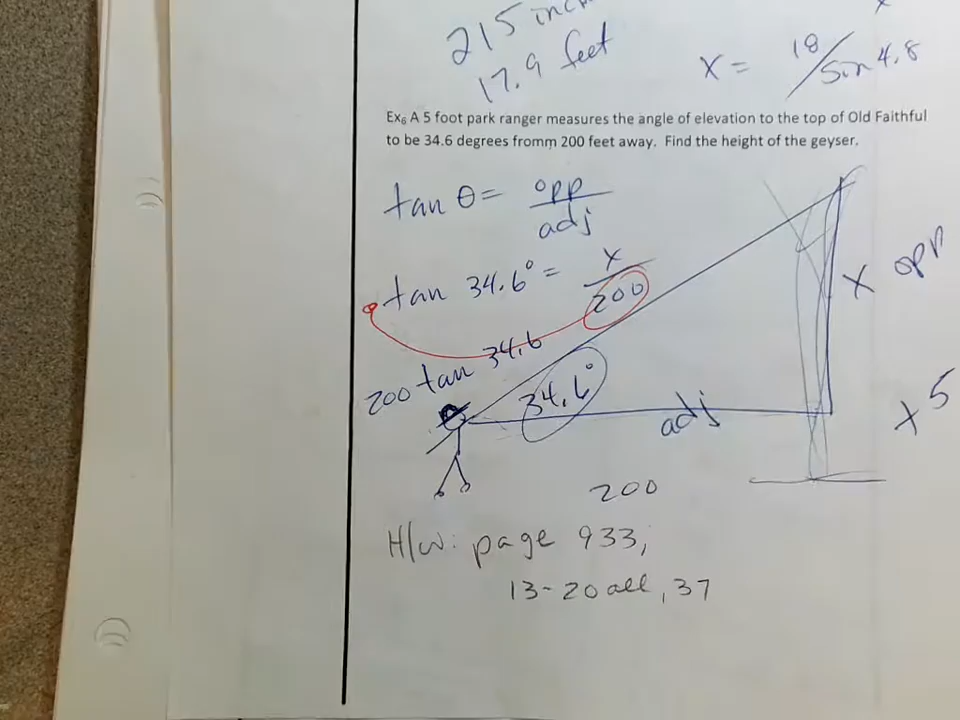 215 inch
17.9 feet
x = 18/sin 4.8
Ex6 A 5 foot park ranger measures the angle of elevation to the top of Old Faithful
to be 34.6 degrees fromm 200 feet away. Find the height of the geyser.
tan θ = opp/adj
tan 34.6° = x/200
x opp
200 tan 34.6
34.6°
adj
+5
200
H/w: page 933,
13-20 all, 37